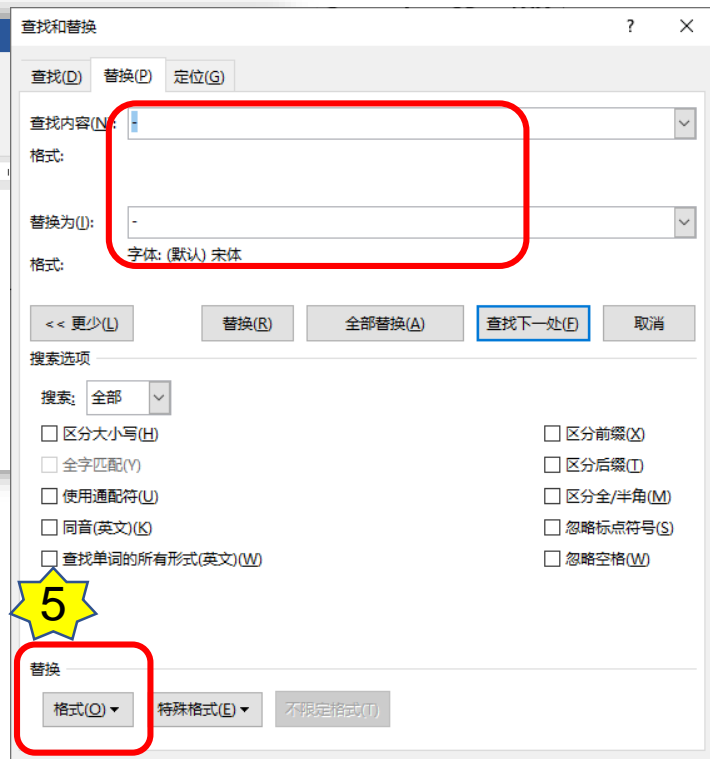 查找和替换 ? ×
查找(D) 替换(P) 定位(G)
查找内容(N): -
格式:
替换为(I): -
格式: 字体: (默认) 宋体
<< 更少(L) 替换(R) 全部替换(A) 查找下一处(F) 取消
搜索选项
搜索: 全部
区分大小写(H) 区分前缀(X)
全字匹配(Y) 区分后缀(T)
使用通配符(U) 区分全/半角(M)
同音(英文)(K) 忽略标点符号(S)
查找单词的所有形式(英文)(W) 忽略空格(W)
5
替换
格式(O) 特殊格式(E) 不限定格式(T)